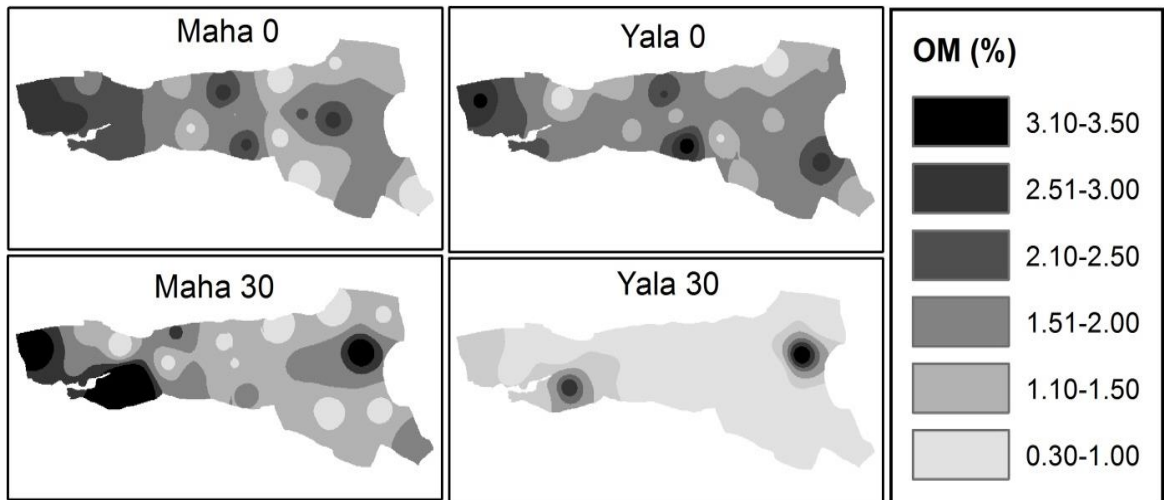 Maha 0
Yala 0
Maha 30
Yala 30
OM (%)
3.10-3.50
2.51-3.00
2.10-2.50
1.51-2.00
1.10-1.50
0.30-1.00